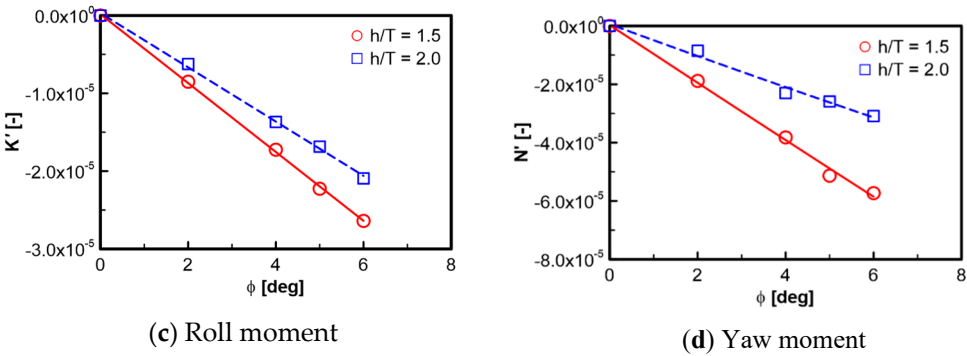 0.0x10⁰
-1.0x10⁻⁵
-2.0x10⁻⁵
-3.0x10⁻⁵
K′ [-]
h/T = 1.5
h/T = 2.0
0 2 4 6 8
ϕ [deg]
(c) Roll moment
0.0x10⁰
-2.0x10⁻⁵
-4.0x10⁻⁵
-6.0x10⁻⁵
-8.0x10⁻⁵
N′ [-]
h/T = 1.5
h/T = 2.0
0 2 4 6 8
ϕ [deg]
(d) Yaw moment